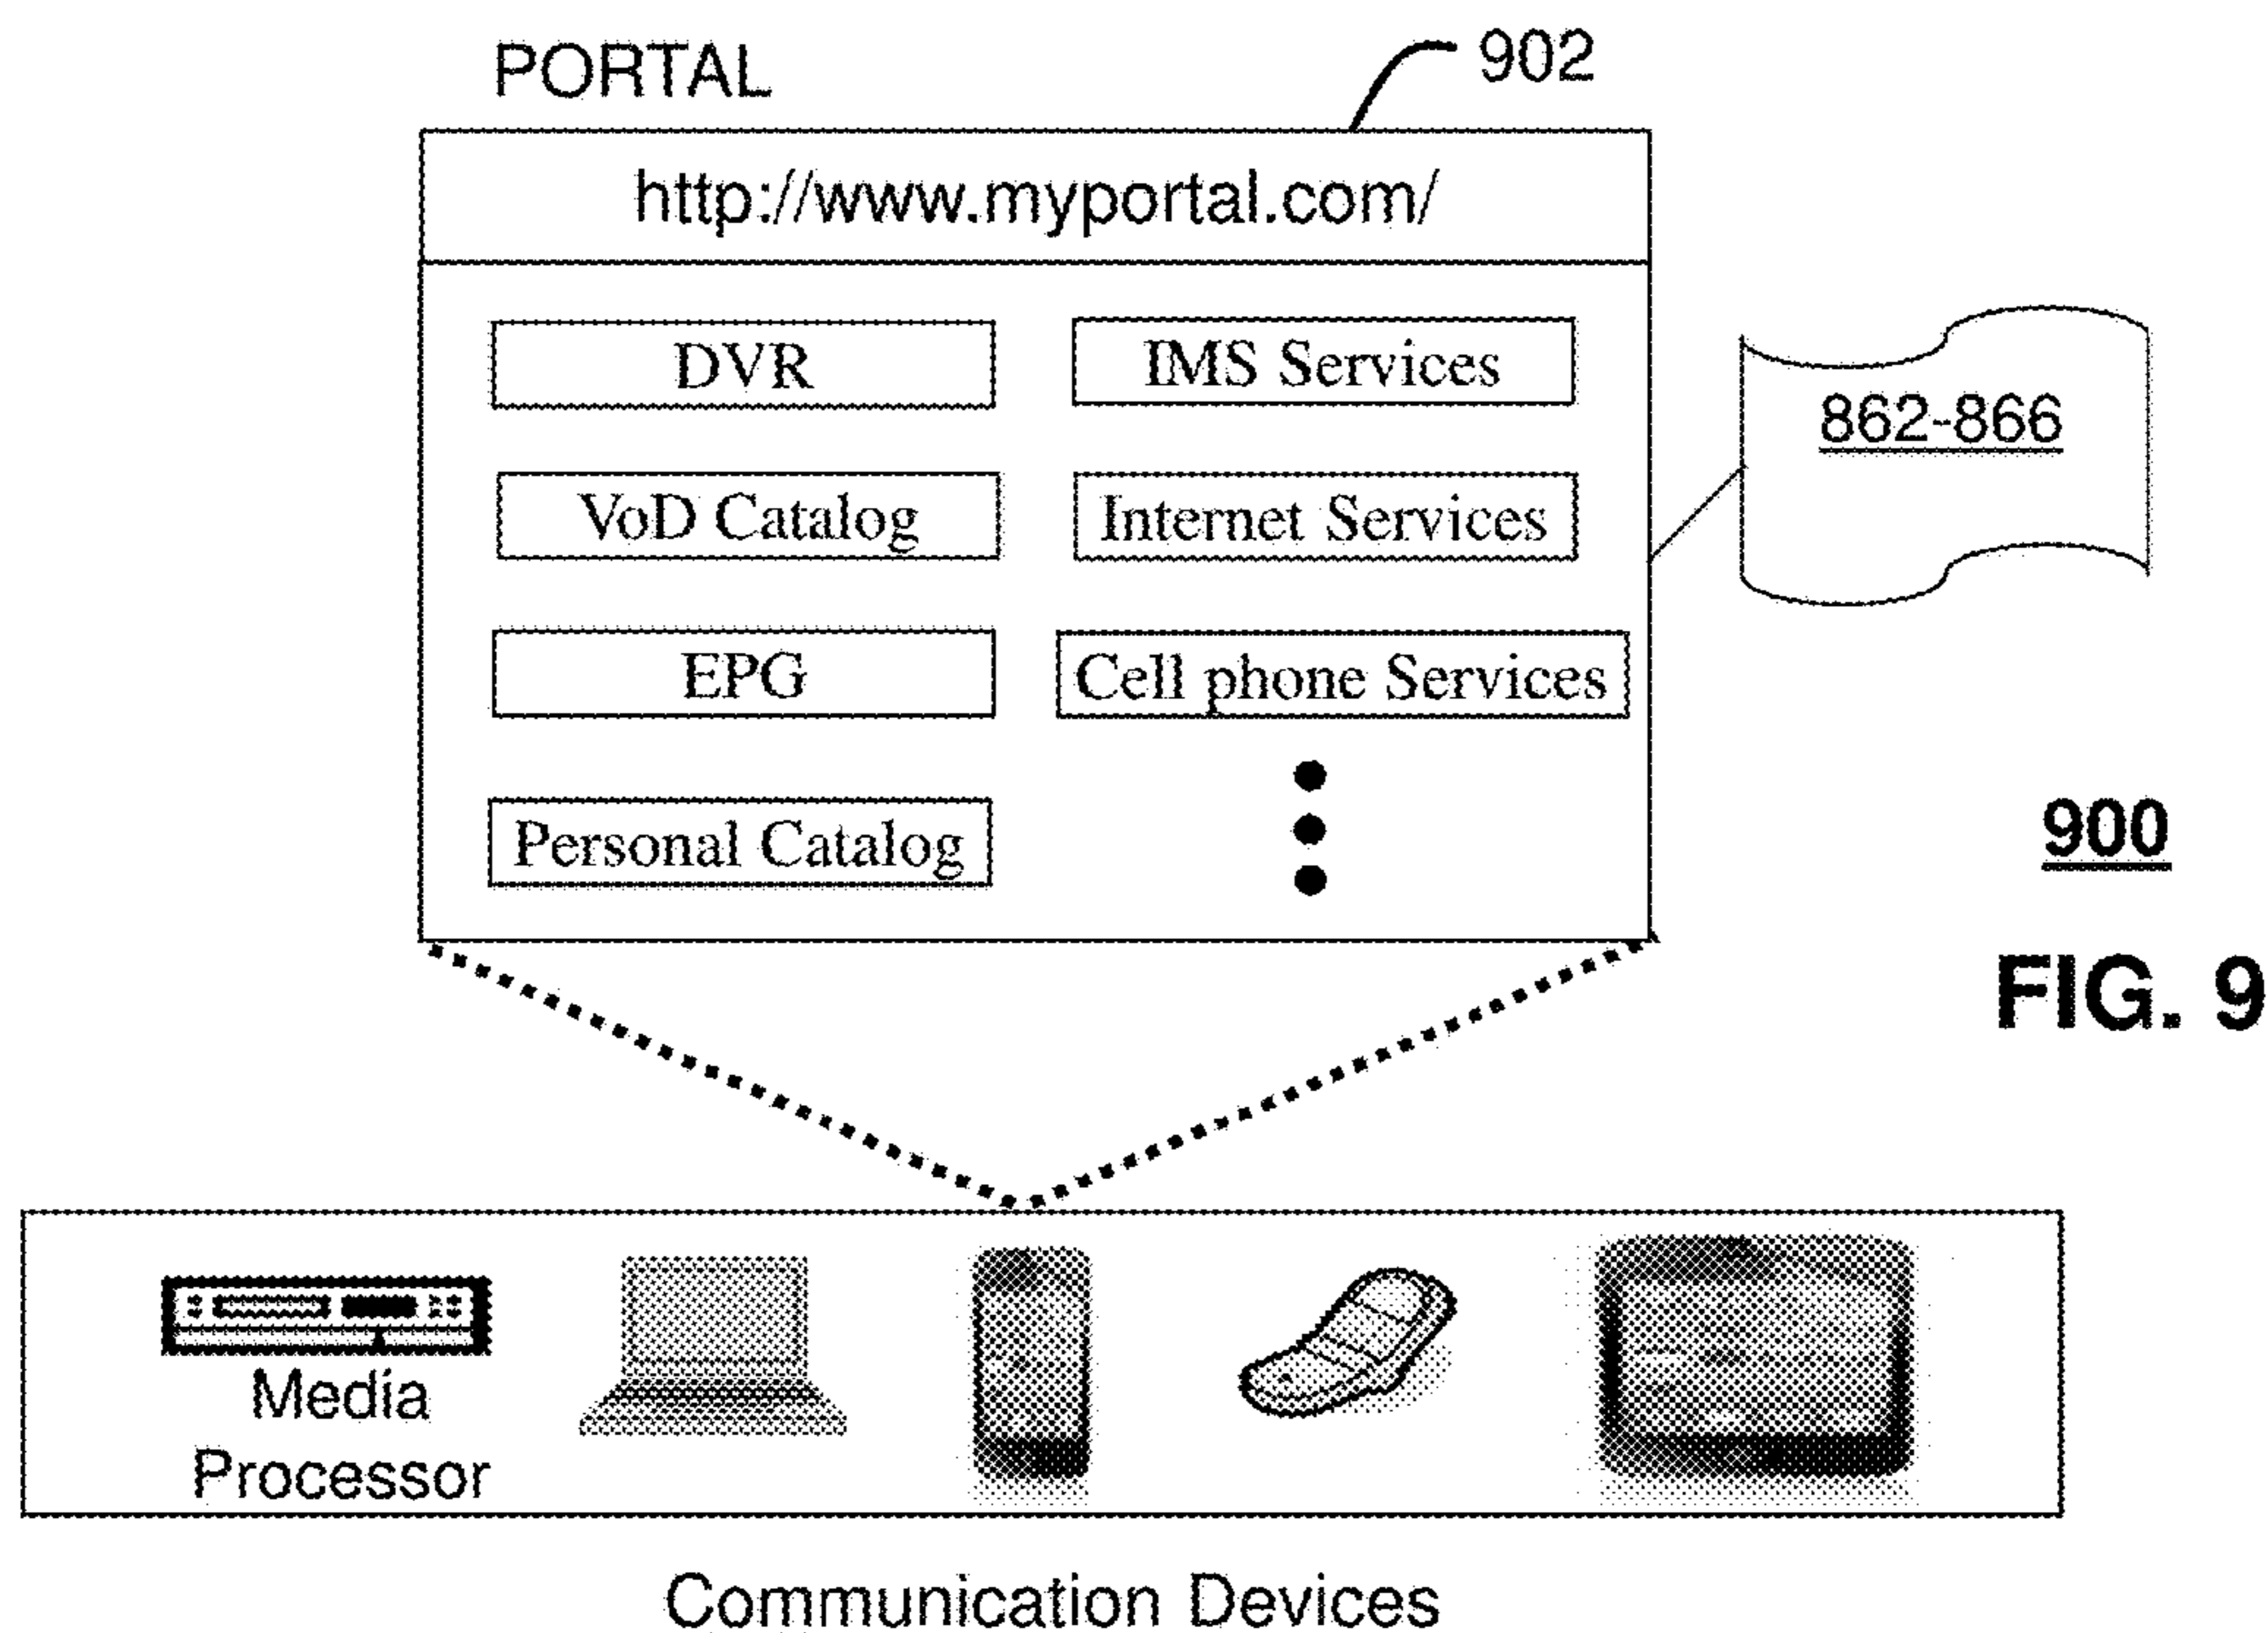 PORTAL
902
http://www.myportal.com/
DVR
IMS Services
VoD Catalog
Internet Services
862-866
EPG
Cell phone Services
Personal Catalog
900
FIG. 9
Media
Processor
Communication Devices